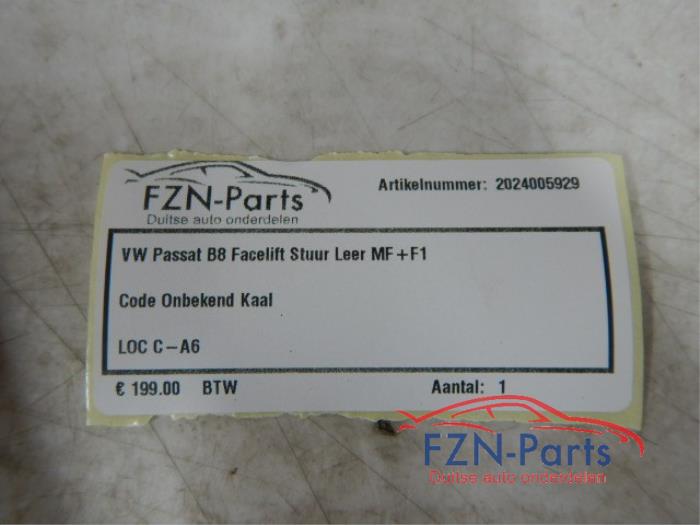 FZN-Parts
Duitse auto onderdelen
Artikelnummer: 2024005929
VW Passat B8 Facelift Stuur Leer MF+F1
Code Onbekend Kaal
LOC C-A6
€ 199.00 BTW
Aantal: 1
FZN-Parts
Duitse auto onderdelen